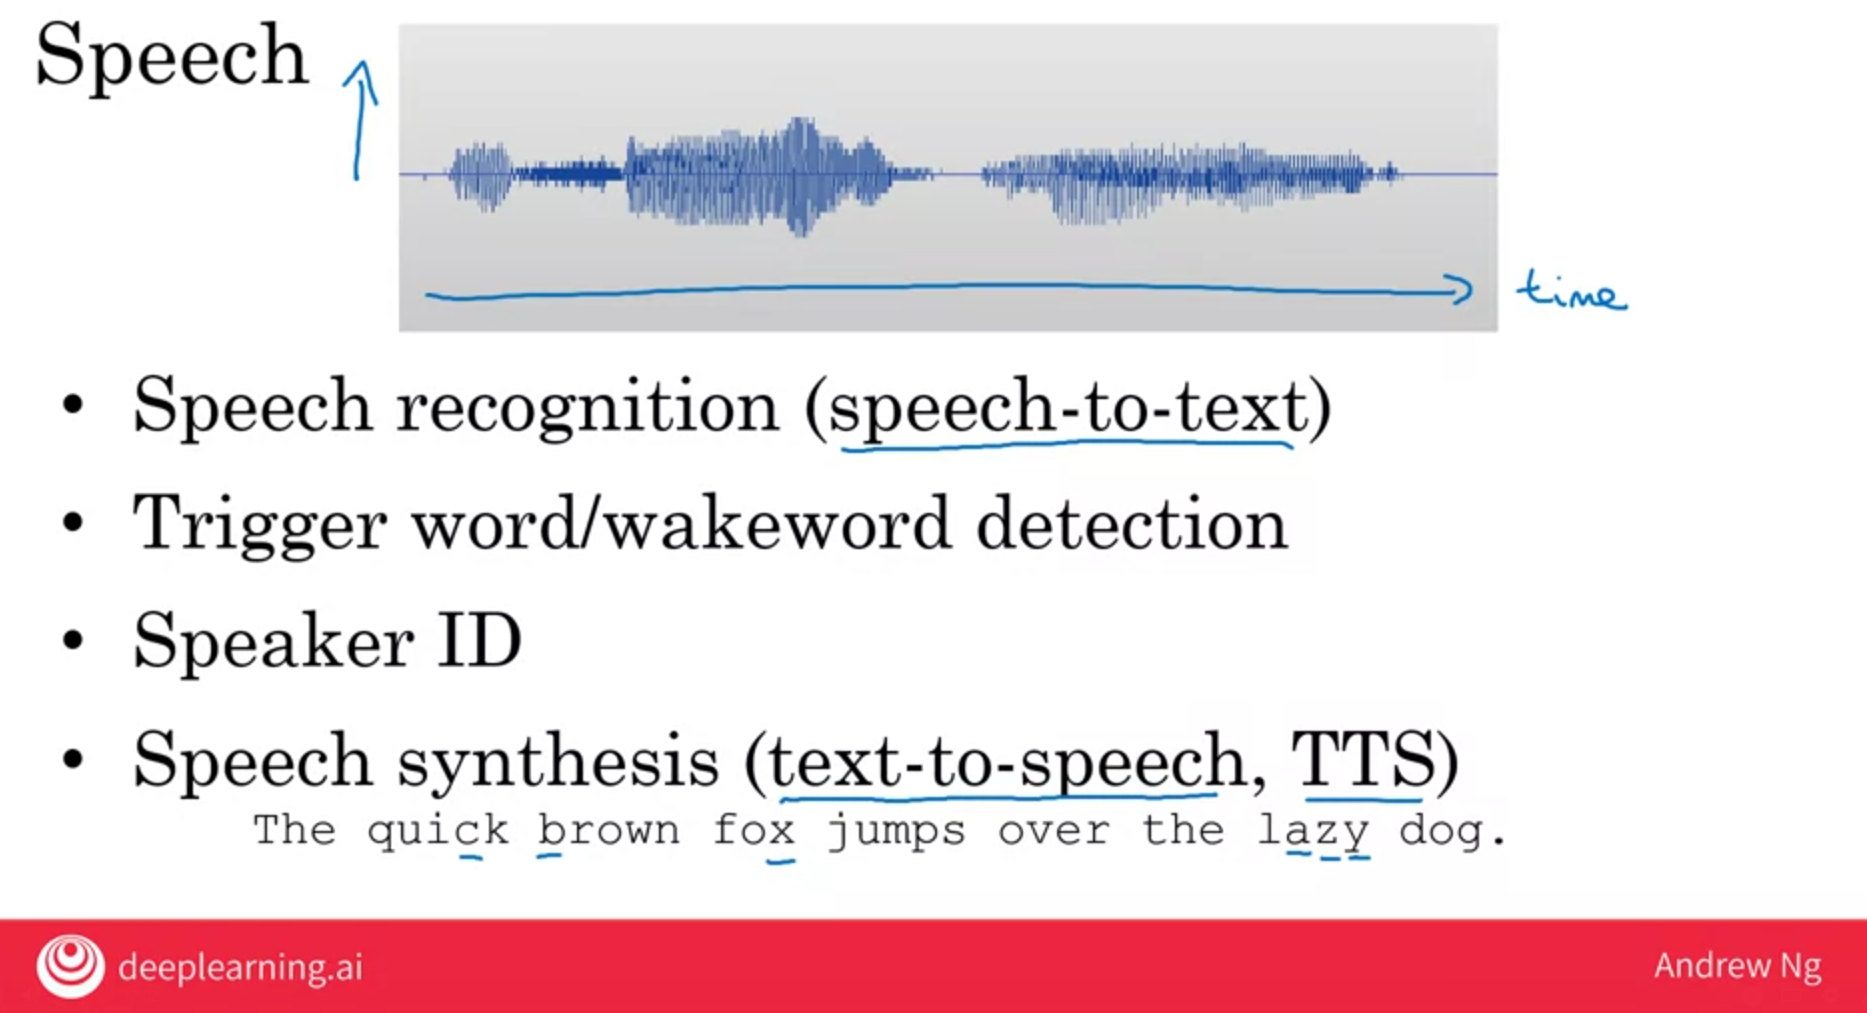 Speech
time
• Speech recognition (speech-to-text)
• Trigger word/wakeword detection
• Speaker ID
• Speech synthesis (text-to-speech, TTS)
The quick brown fox jumps over the lazy dog.
deeplearning.ai
Andrew Ng